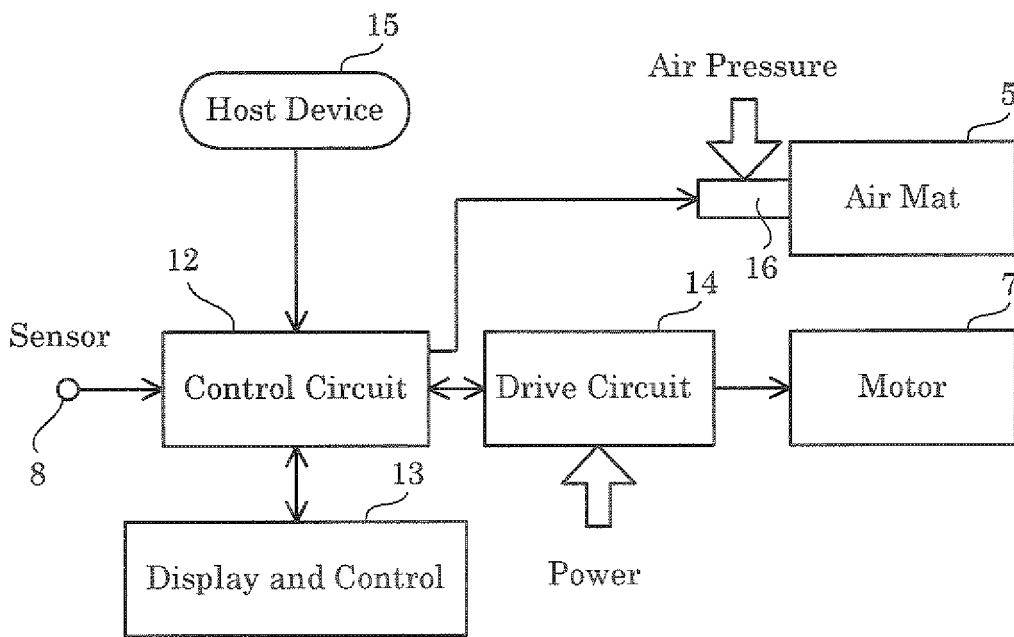 15
Air Pressure
Host Device
5
Air Mat
16
12
14
7
Sensor
Control Circuit
Drive Circuit
Motor
8
13
Display and Control
Power